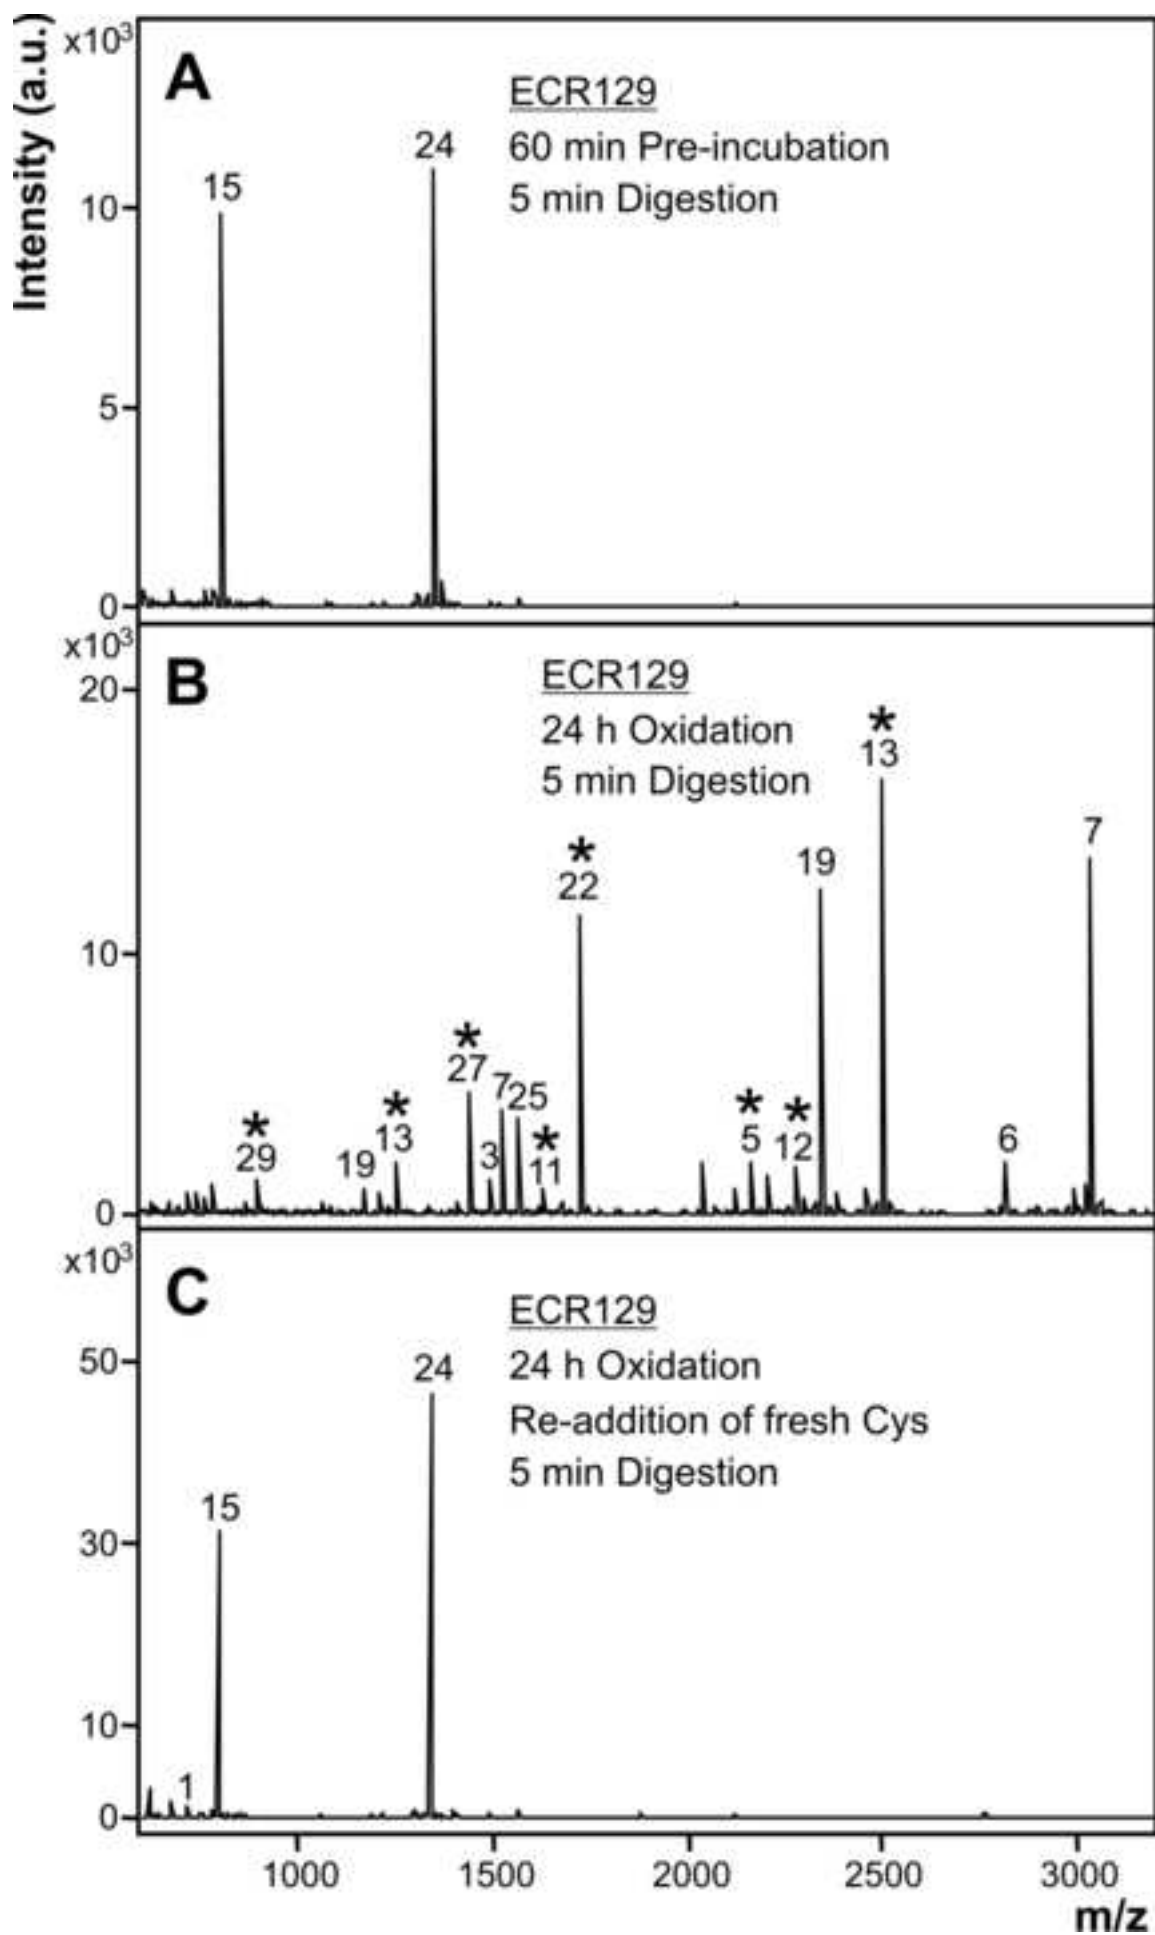 Intensity (a.u.)
x10³
A
ECR129
60 min Pre-incubation
5 min Digestion
24
15
10
5
0
x10³
B
ECR129
24 h Oxidation
5 min Digestion
20
*
13
*
22
19
7
10
*
27
7
25
*
13
*
29
19
3
*
11
*
5
*
12
6
0
x10³
C
ECR129
24 h Oxidation
Re-addition of fresh Cys
5 min Digestion
50
24
15
30
10
1
0
1000 1500 2000 2500 3000
m/z